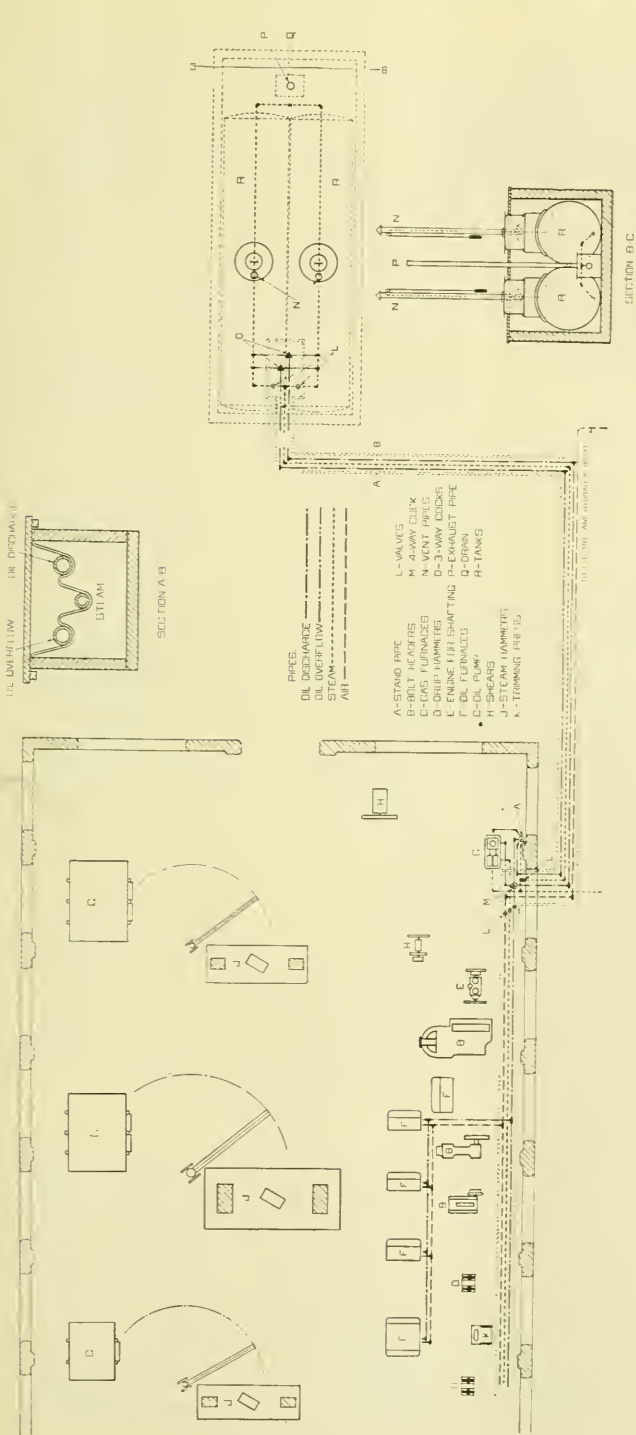 OIL OVERFLOW
OIL DISCHARGE
STEAM
SECTION A B
PIPES.
OIL DISCHARGE
OIL OVERFLOW
STEAM
AIR
A-STAND PIPE
B-BOLT HEADERS
C-GAS FURNACES
D-DROP HAMMERS
E-ENGINE FOR SHAFTING
F-OIL FURNACES
G-OIL PUMP
H-SHEARS
J-STEAM HAMMERS
K-TRIMMING PRESS
L-VALVES
M-4-WAY COCK
N-VENT PIPES
O-3-WAY COCKS
P-EXHAUST PIPE
Q-DRAIN
R-TANKS
A
B
P
Q
B
R
R
N
O
L
N
P
N
R
R
SECTION B-C
J
J
J
H
H
G
A
L
M
L
E
B
F
F
F
F
F
B
B
D
K